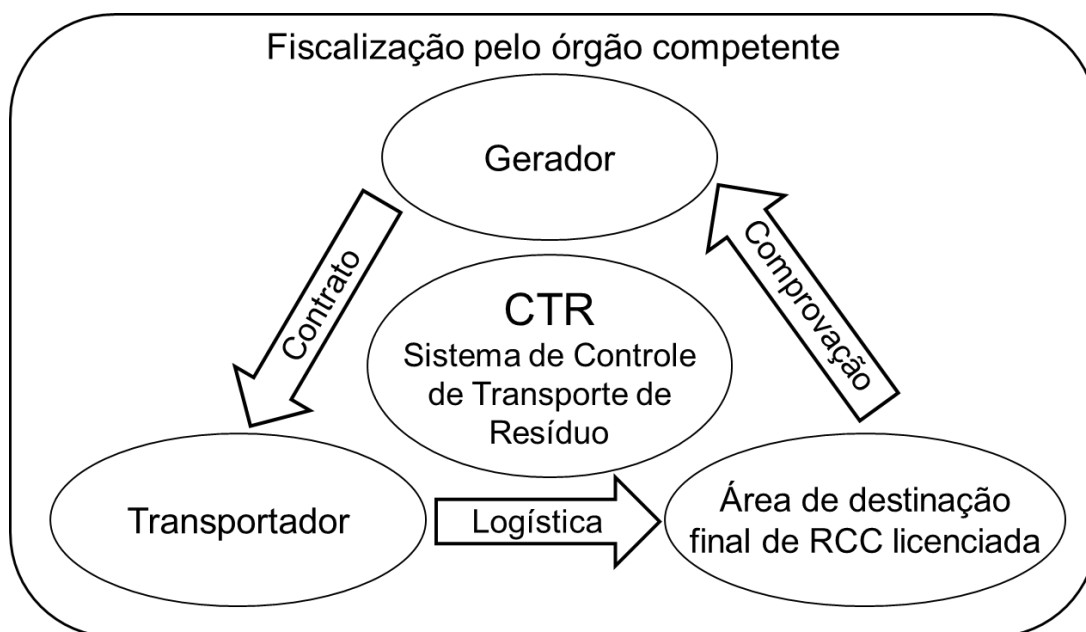 Fiscalização pelo órgão competente
Gerador
Contrato
Comprovação
CTR
Sistema de Controle
de Transporte de
Resíduo
Transportador
Logística
Área de destinação
final de RCC licenciada